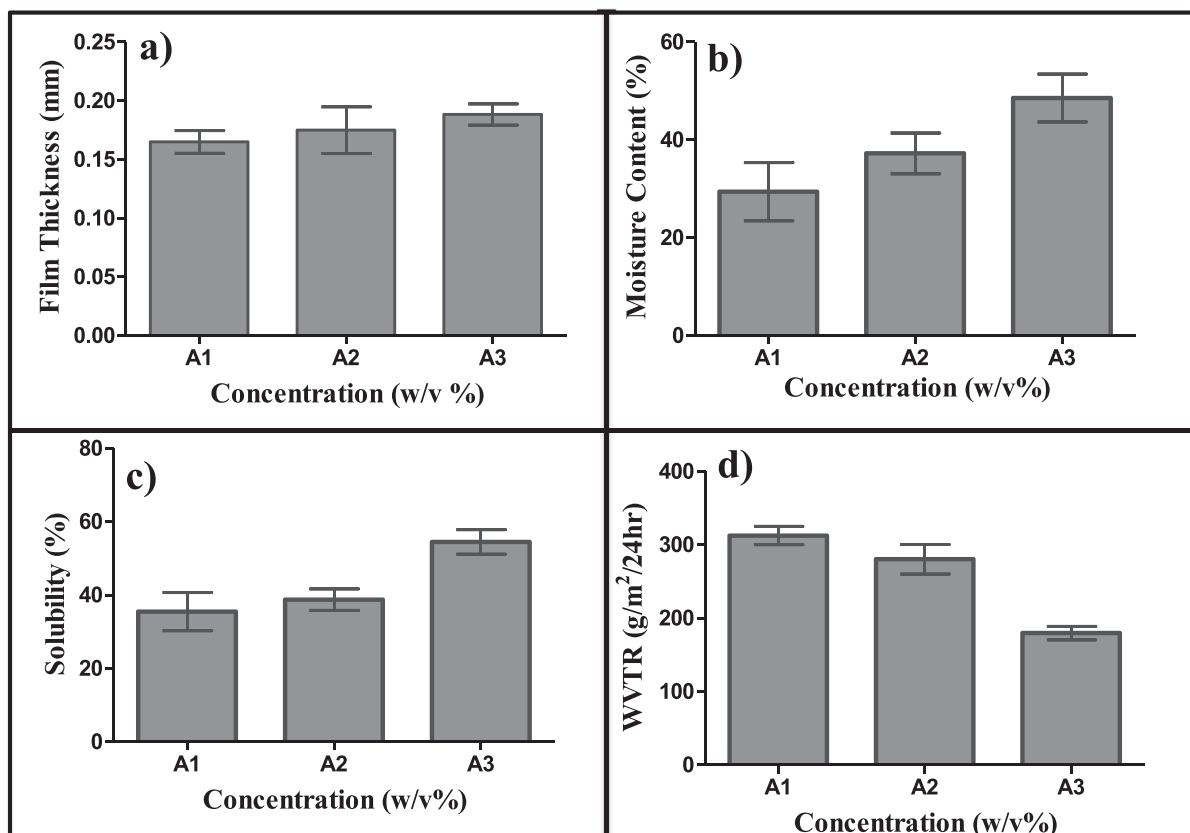 a)
Film Thickness (mm)
0.25
0.20
0.15
0.10
0.05
0.00
A1 A2 A3
Concentration (w/v %)
b)
Moisture Content (%)
60
40
20
0
A1 A2 A3
Concentration (w/v%)
c)
Solubility (%)
80
60
40
20
0
A1 A2 A3
Concentration (w/v%)
d)
WVTR (g/m²/24hr)
400
300
200
100
0
A1 A2 A3
Concentration (w/v%)